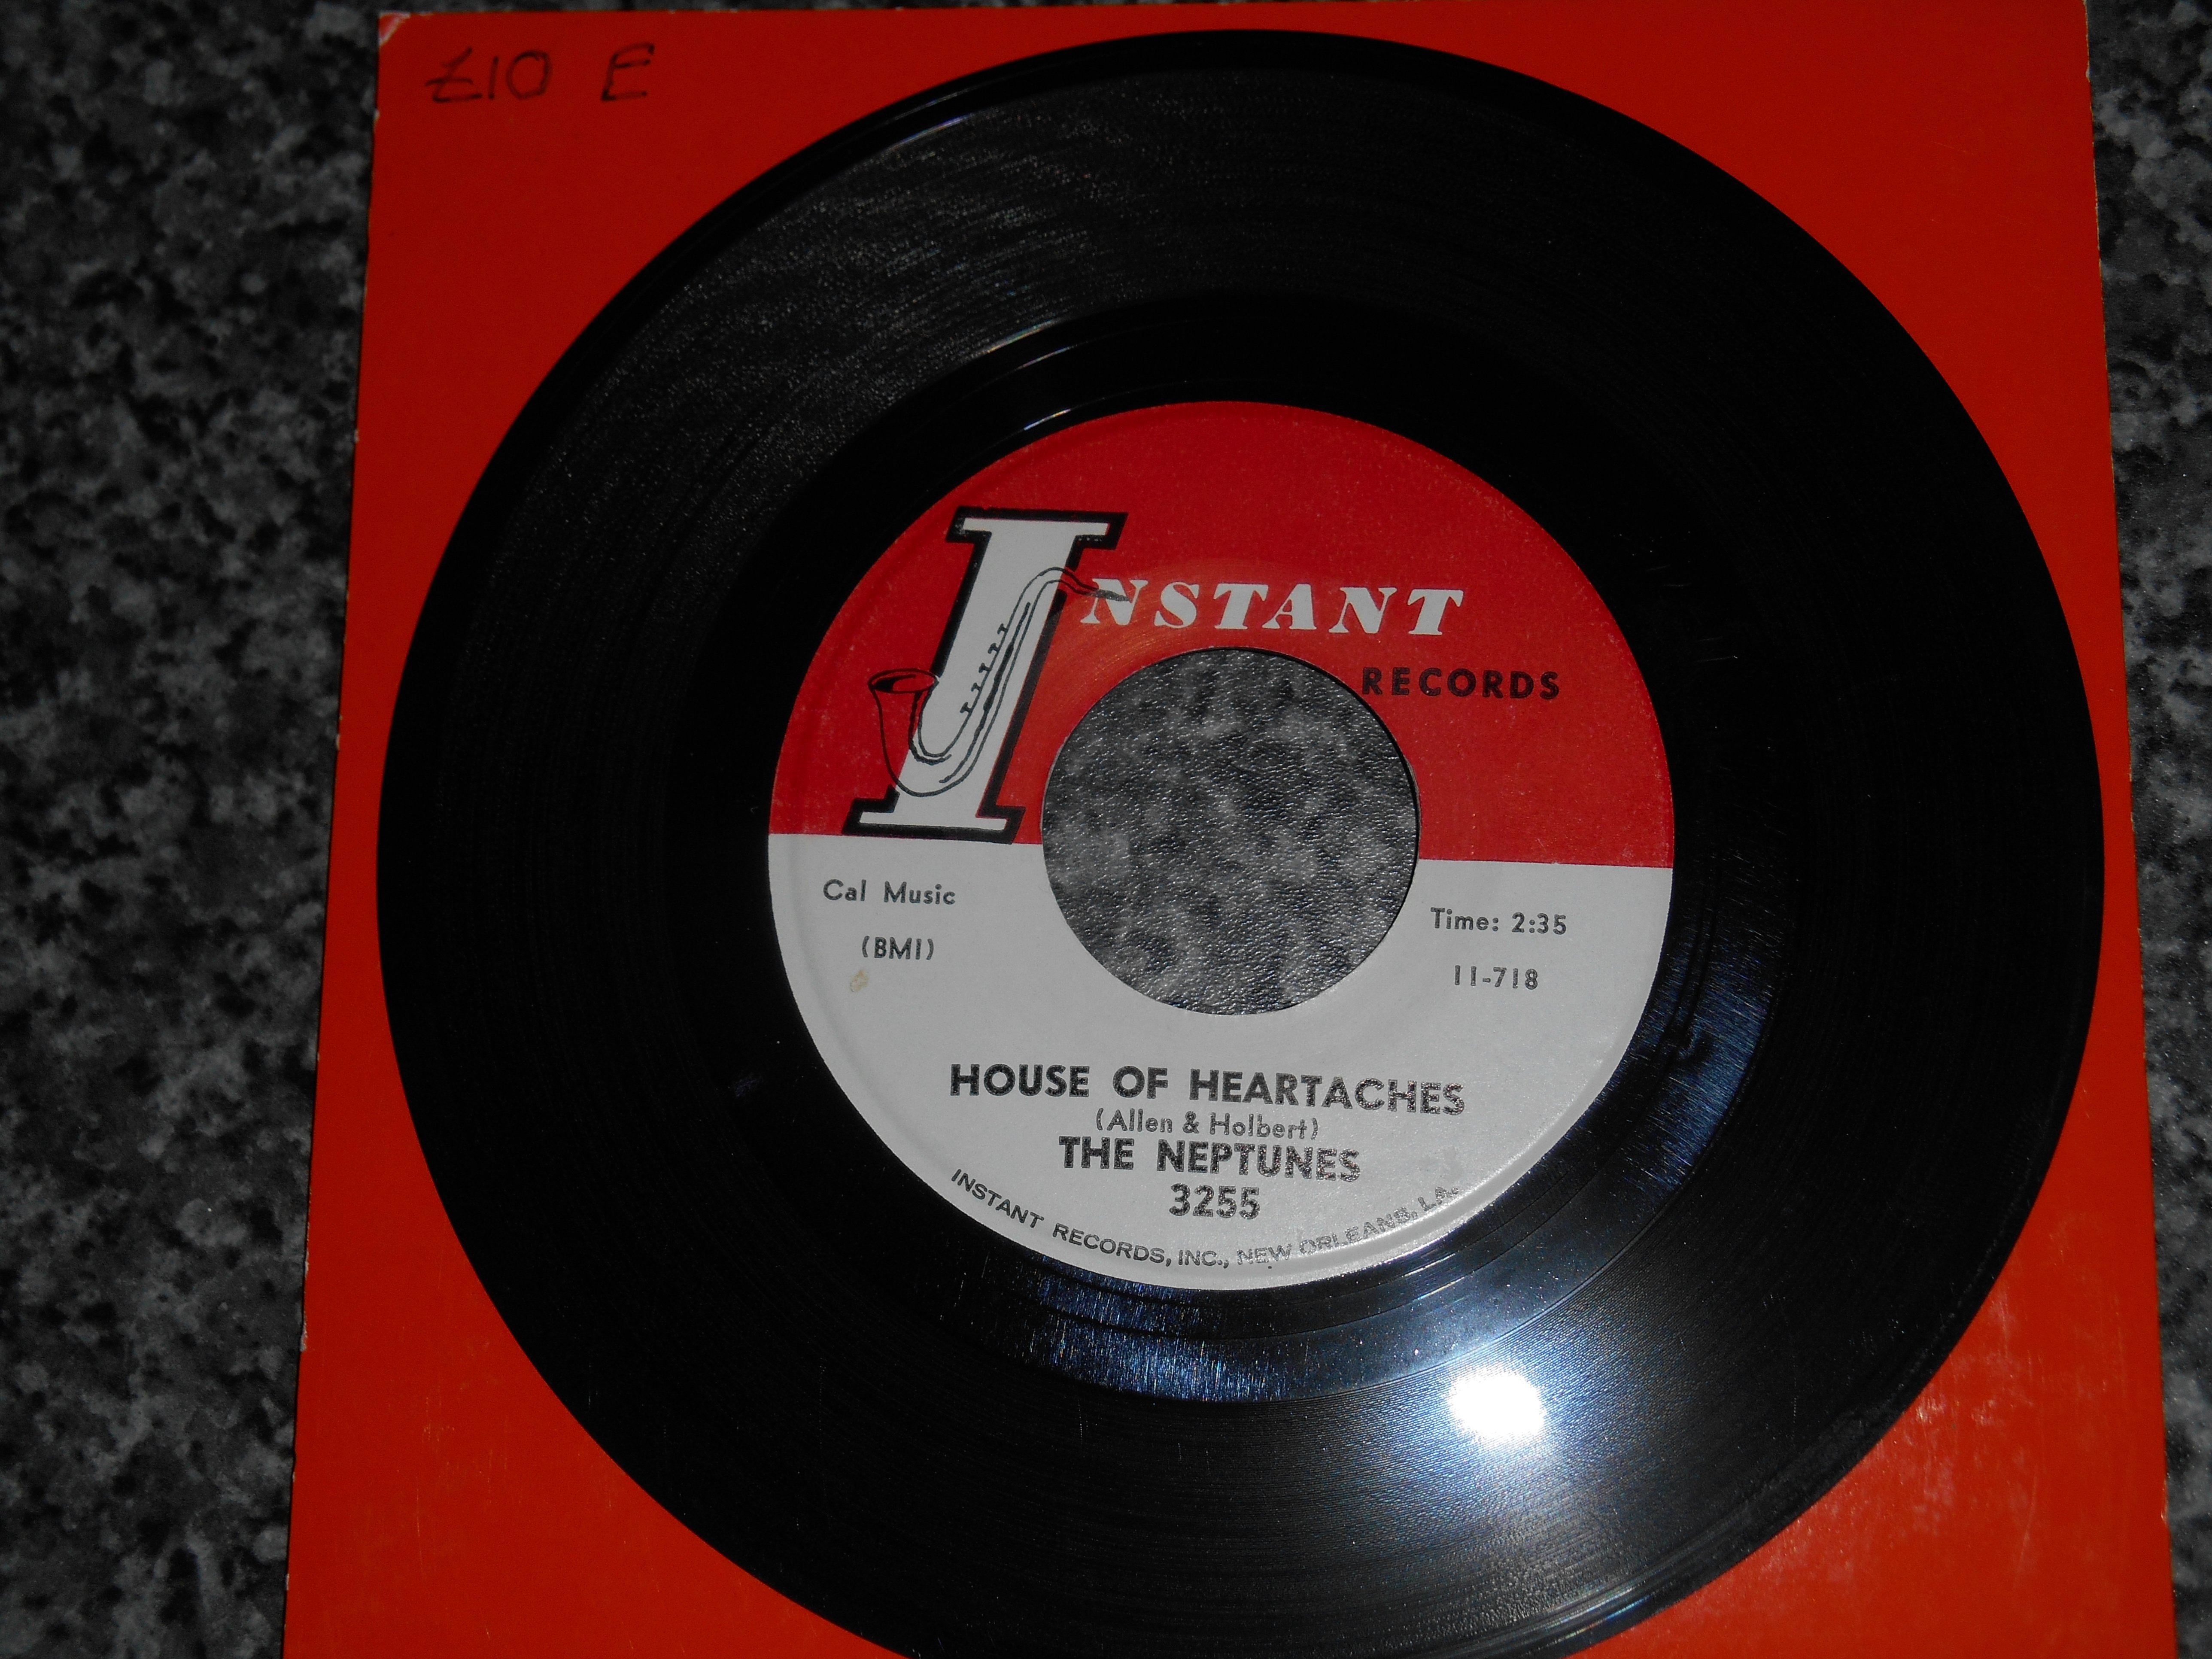 £10 E
INSTANT
RECORDS
Cal Music
(BMI)
Time: 2:35
11-718
HOUSE OF HEARTACHES
(Allen & Holbert)
THE NEPTUNES
3255
INSTANT RECORDS, INC., NEW ORLEANS, LA.